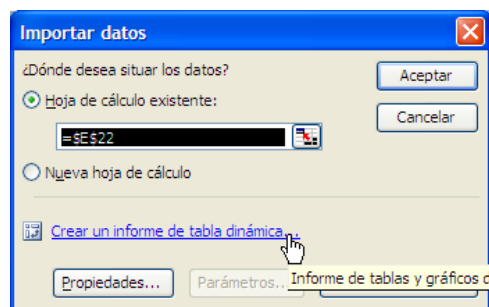 Importar datos
¿Dónde desea situar los datos?
Aceptar
Hoja de cálculo existente:
Cancelar
=$E$22
Nueva hoja de cálculo
Crear un informe de tabla dinámica...
Propiedades... Parámetros... Informe de tablas y gráficos